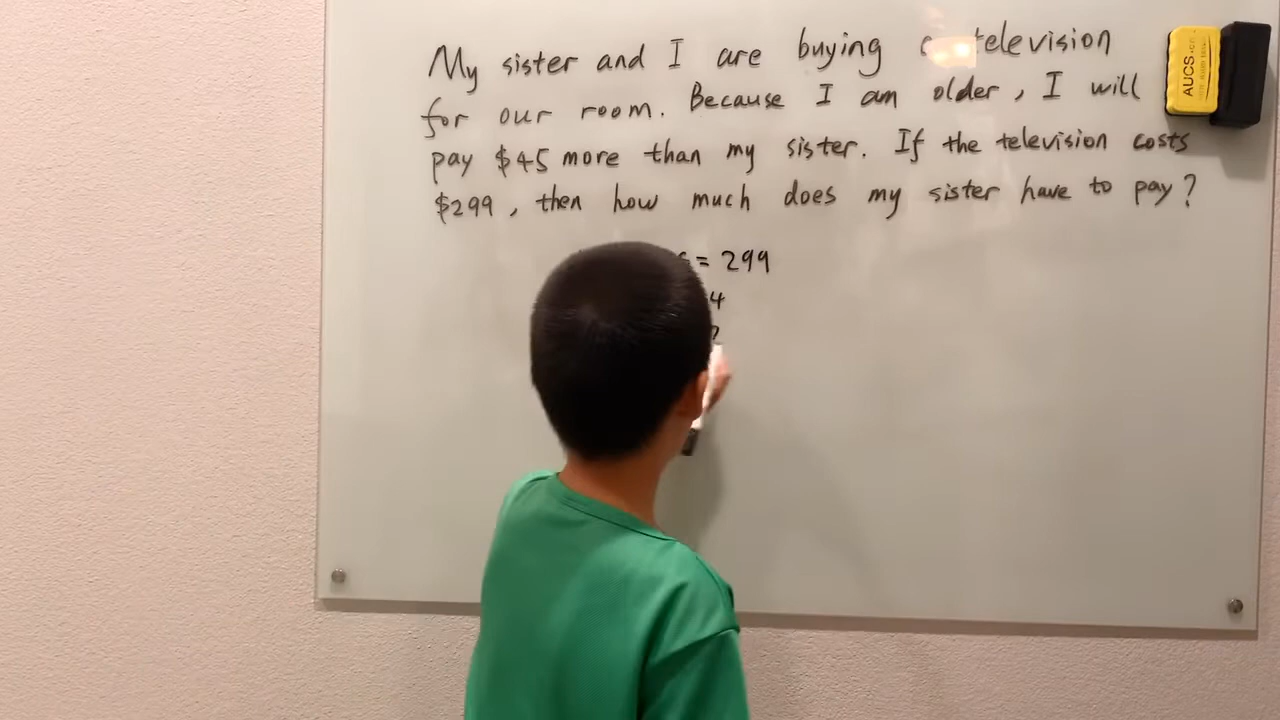 My sister and I are buying television
for our room. Because I am older, I will
pay $45 more than my sister. If the television costs
$299, then how much does my sister have to pay?
= 299
4
2
AUCS